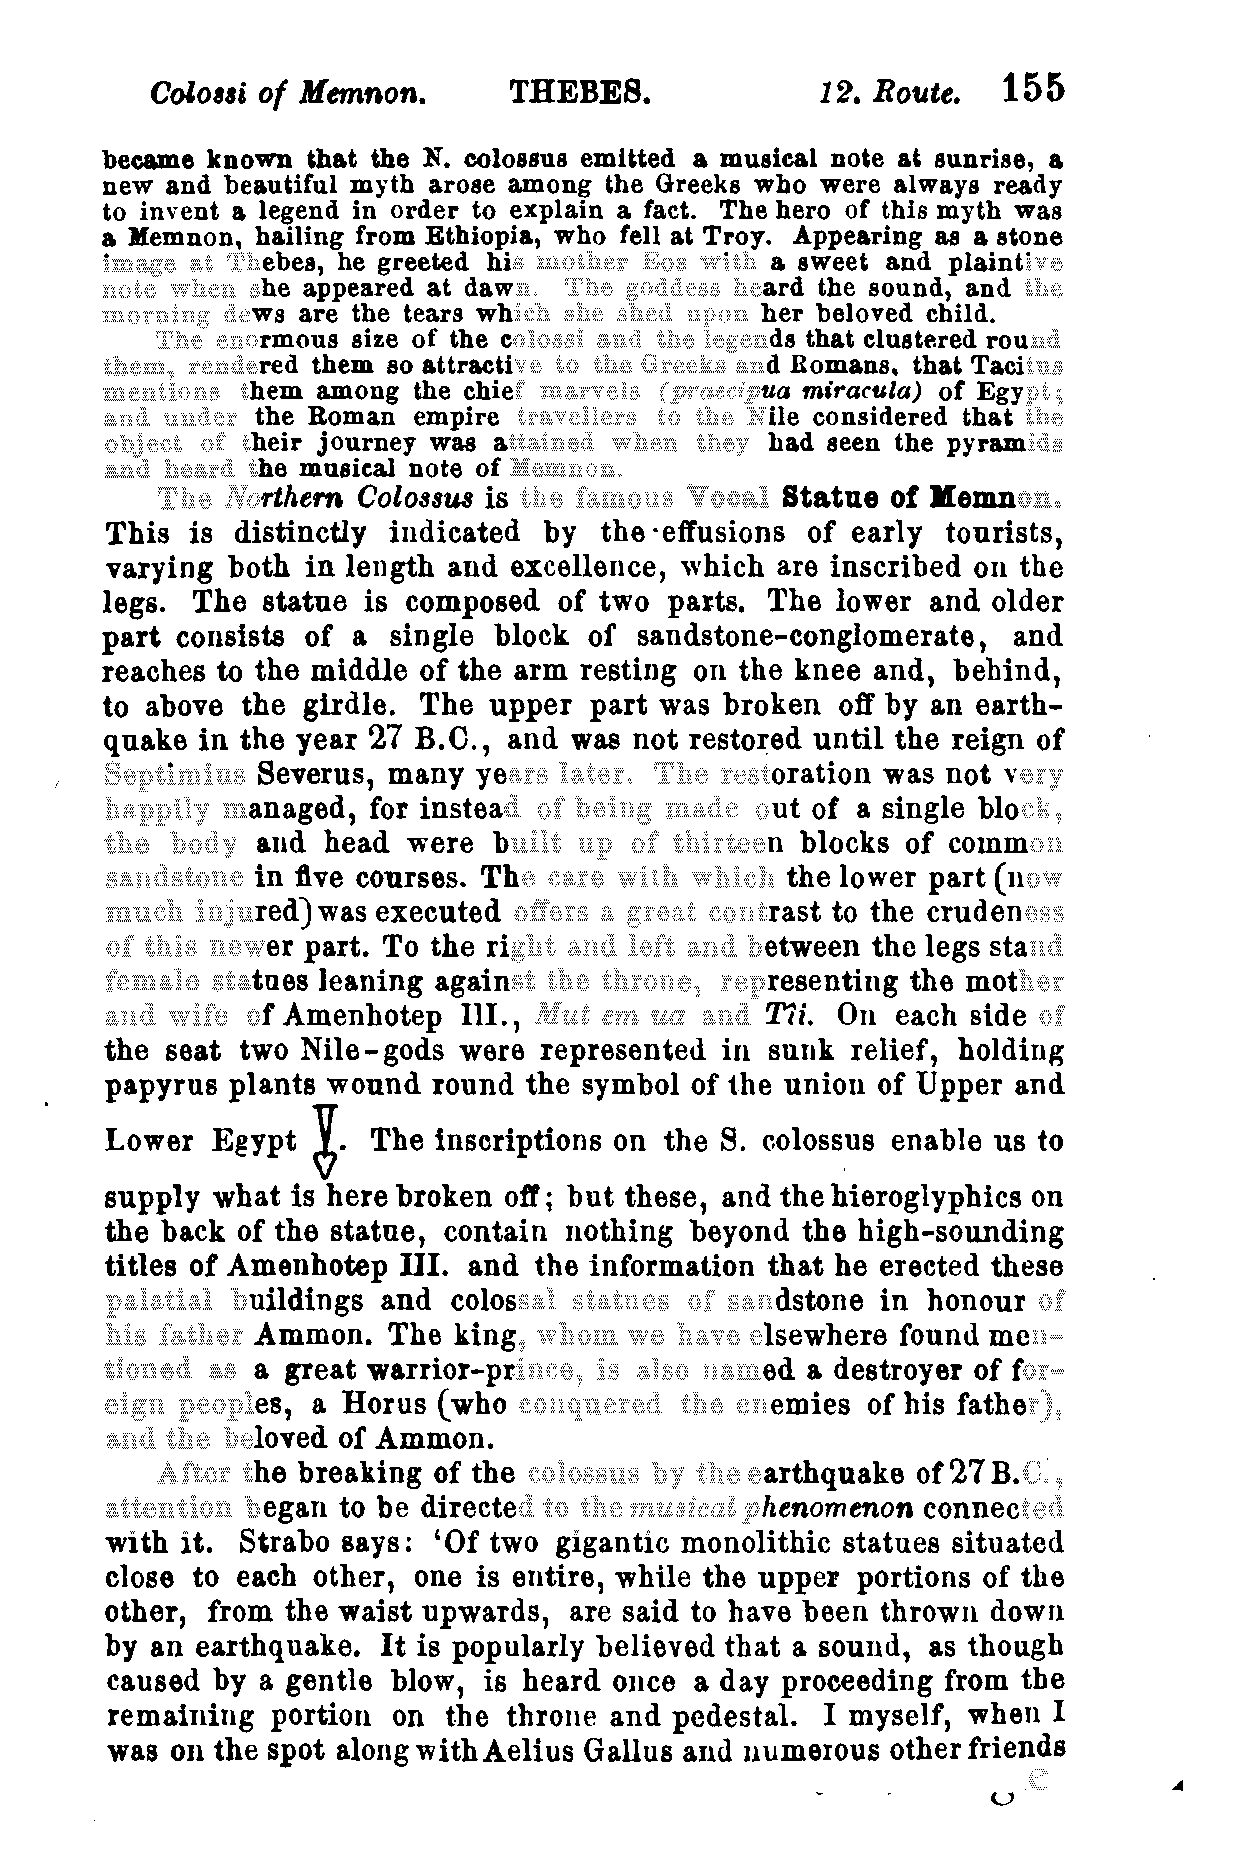 Colossi of Memnon. THEBES. 12. Route. 155
became known that the N. colossus emitted a musical note at sunrise, a
new and beautiful myth arose among the Greeks who were always ready
to invent a legend in order to explain a fact. The hero of this myth was
a Memnon, hailing from Ethiopia, who fell at Troy. Appearing as a stone
image at Thebes, he greeted his mother Eos with a sweet and plaintive
note when she appeared at dawn. The goddess heard the sound, and the
morning dews are the tears which she shed upon her beloved child.
The enormous size of the colossi and the legends that clustered round
them, rendered them so attractive to the Greeks and Romans, that Tacitus
mentions them among the chief marvels (praecipua miracula) of Egypt;
and under the Roman empire travellers to the Nile considered that the
object of their journey was attained when they had seen the pyramids
and heard the musical note of Memnon.
The Northern Colossus is the famous Vocal Statue of Memnon.
This is distinctly indicated by the effusions of early tourists,
varying both in length and excellence, which are inscribed on the
legs. The statue is composed of two parts. The lower and older
part consists of a single block of sandstone-conglomerate, and
reaches to the middle of the arm resting on the knee and, behind,
to above the girdle. The upper part was broken off by an earth-
quake in the year 27 B.C., and was not restored until the reign of
Septimius Severus, many years later. The restoration was not very
happily managed, for instead of being made out of a single block,
the body and head were built up of thirteen blocks of common
sandstone in five courses. The care with which the lower part (now
much injured) was executed offers a great contrast to the crudeness
of this newer part. To the right and left and between the legs stand
female statues leaning against the throne, representing the mother
and wife of Amenhotep III., Mut em ua and Tii. On each side of
the seat two Nile-gods were represented in sunk relief, holding
papyrus plants wound round the symbol of the union of Upper and
Lower Egypt . The inscriptions on the S. colossus enable us to
supply what is here broken off; but these, and the hieroglyphics on
the back of the statue, contain nothing beyond the high-sounding
titles of Amenhotep III. and the information that he erected these
palatial buildings and colossal statues of sandstone in honour of
his father Ammon. The king, whom we have elsewhere found men-
tioned as a great warrior-prince, is also named a destroyer of for-
eign peoples, a Horus (who conquered the enemies of his father),
and the beloved of Ammon.
After the breaking of the colossus by the earthquake of 27 B.C.,
attention began to be directed to the musical phenomenon connected
with it. Strabo says: ‘Of two gigantic monolithic statues situated
close to each other, one is entire, while the upper portions of the
other, from the waist upwards, are said to have been thrown down
by an earthquake. It is popularly believed that a sound, as though
caused by a gentle blow, is heard once a day proceeding from the
remaining portion on the throne and pedestal. I myself, when I
was on the spot along with Aelius Gallus and numerous other friends